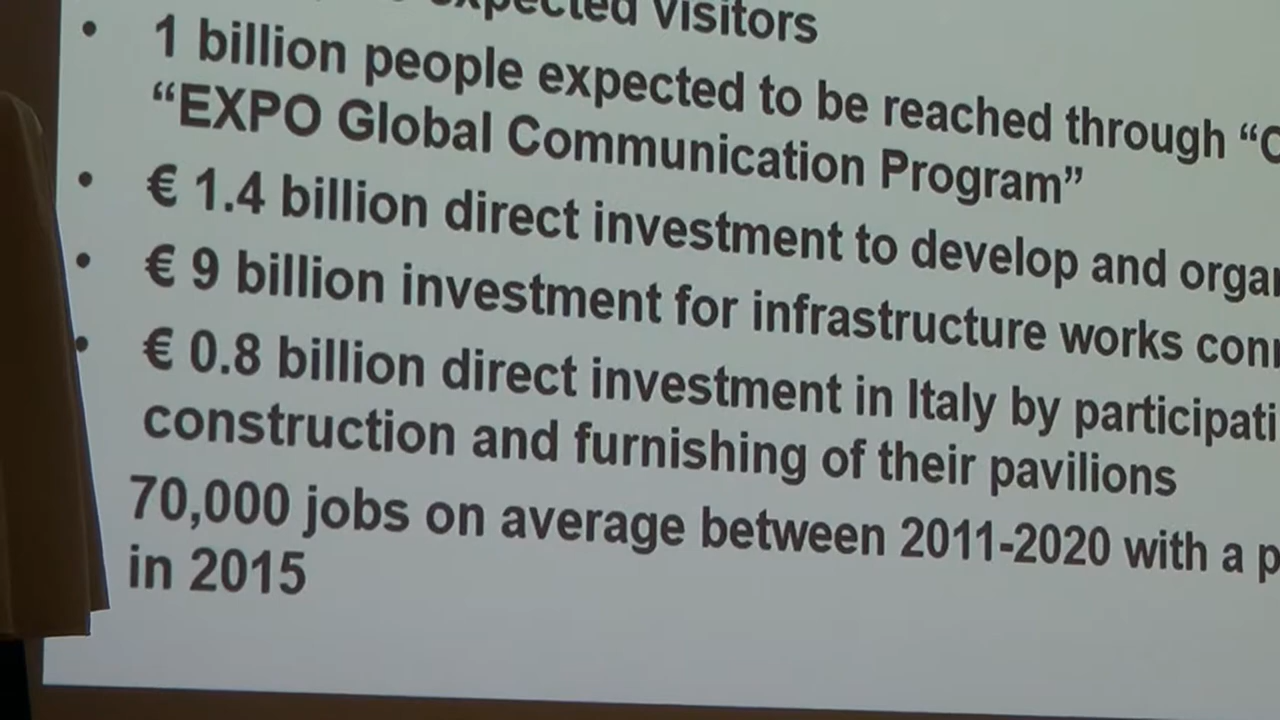 expected visitors
• 1 billion people expected to be reached through “
“EXPO Global Communication Program”
• € 1.4 billion direct investment to develop and
• € 9 billion investment for infrastructure works
• € 0.8 billion direct investment in Italy by
construction and furnishing of their pavilions
70,000 jobs on average between 2011-2020 with a
in 2015